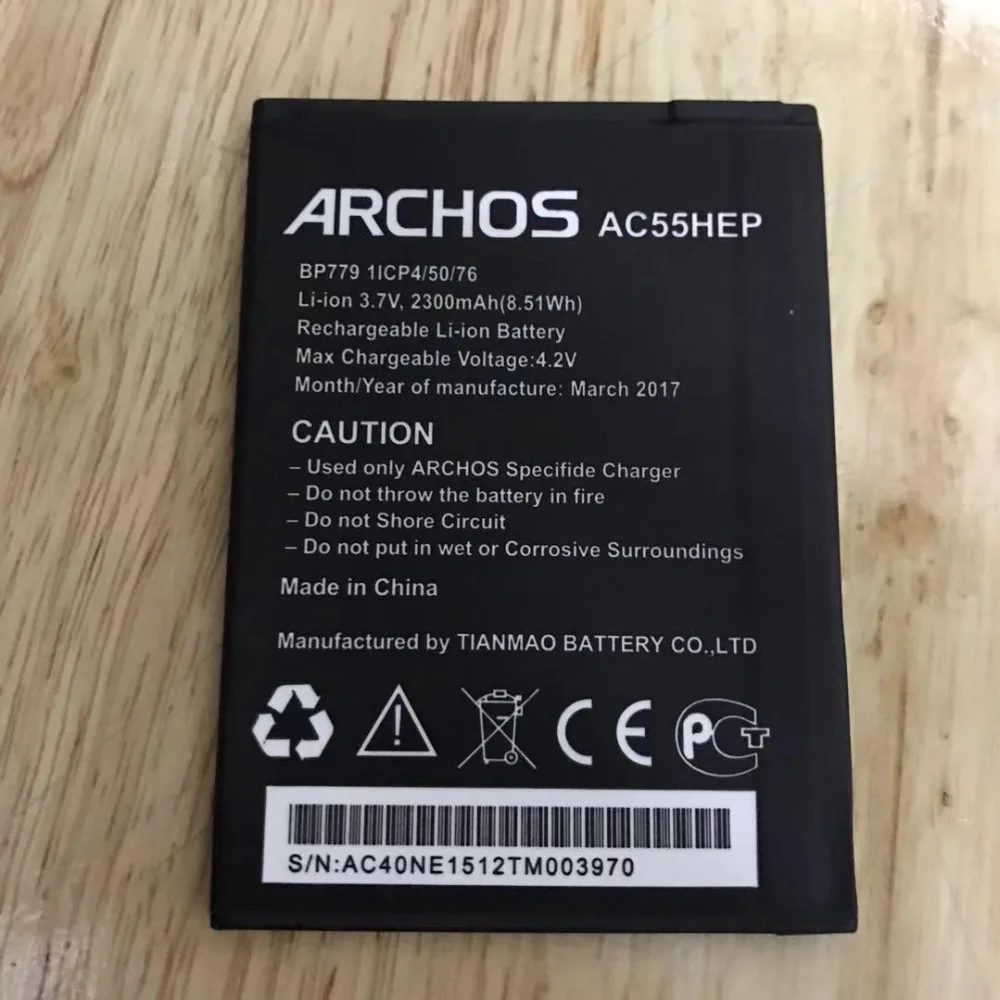 ARCHOS AC55HEP
BP779 1ICP4/50/76
Li-ion 3.7V, 2300mAh(8.51Wh)
Rechargeable Li-ion Battery
Max Chargeable Voltage:4.2V
Month/Year of manufacture: March 2017
CAUTION
– Used only ARCHOS Specifide Charger
– Do not throw the battery in fire
– Do not Shore Circuit
– Do not put in wet or Corrosive Surroundings
Made in China
Manufactured by TIANMAO BATTERY CO.,LTD
CE PCT
S/N:AC40NE1512TM003970